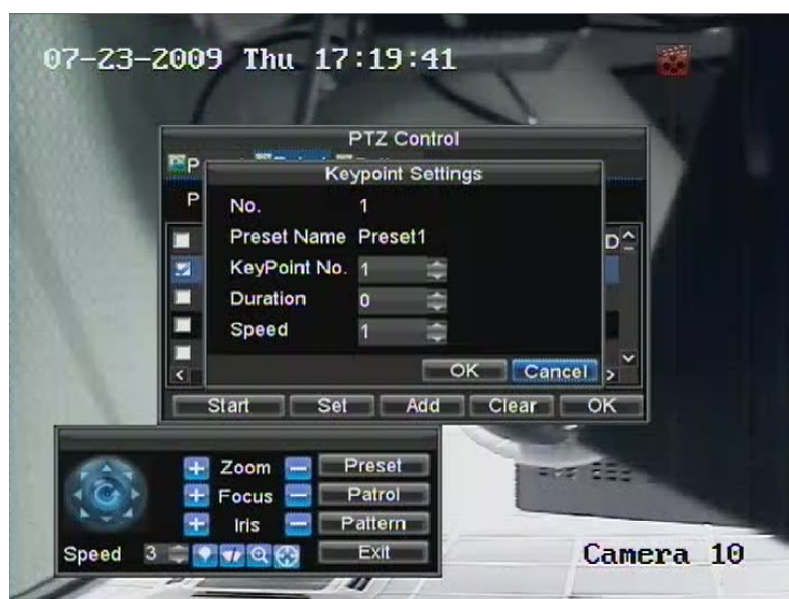 07-23-2009 Thu 17:19:41
PTZ Control
P
Keypoint Settings
P
No. 1
Preset Name Preset1
D
KeyPoint No. 1
Duration 0
Speed 1
OK Cancel
Start Set Add Clear OK
Zoom Preset
Focus Patrol
Iris Pattern
Speed 3 Exit
Camera 10